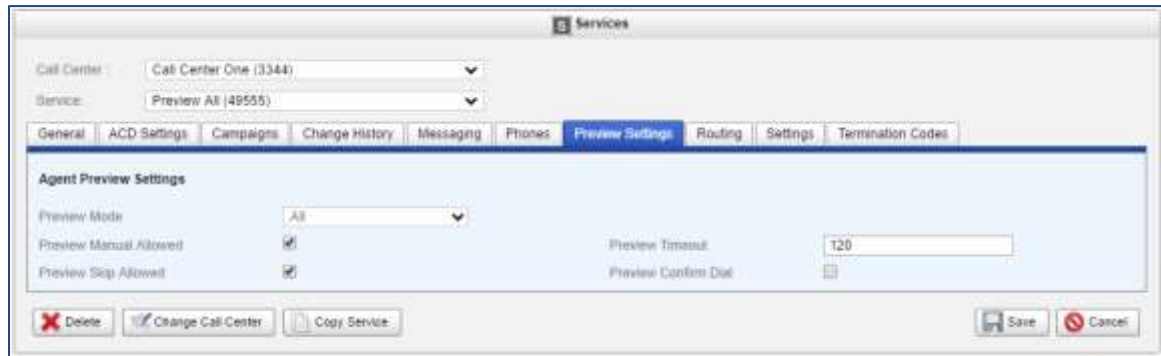 S Services
Call Center : Call Center One (3344)
Service: Preview All (49555)
General ACD Settings Campaigns Change History Messaging Phones Preview Settings Routing Settings Termination Codes
Agent Preview Settings
Preview Mode All
Preview Manual Allowed Preview Timeout 120
Preview Skip Allowed Preview Confirm Dial
Delete Change Call Center Copy Service Save Cancel